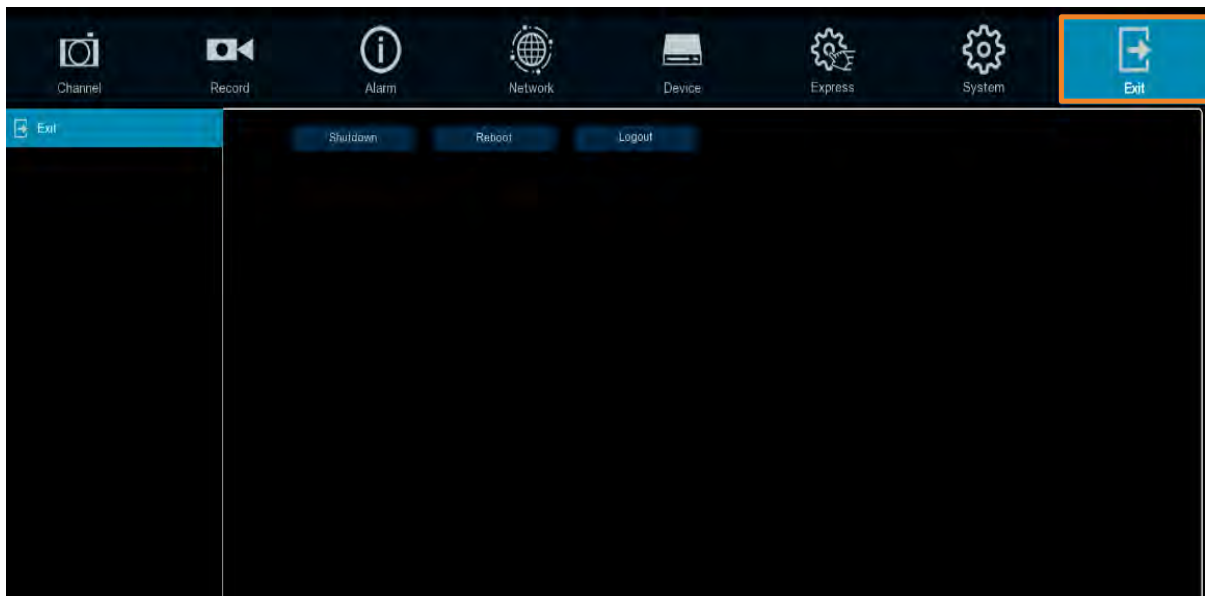 Channel Record Alarm Network Device Express System Exit
Exit
Shutdown Reboot Logout